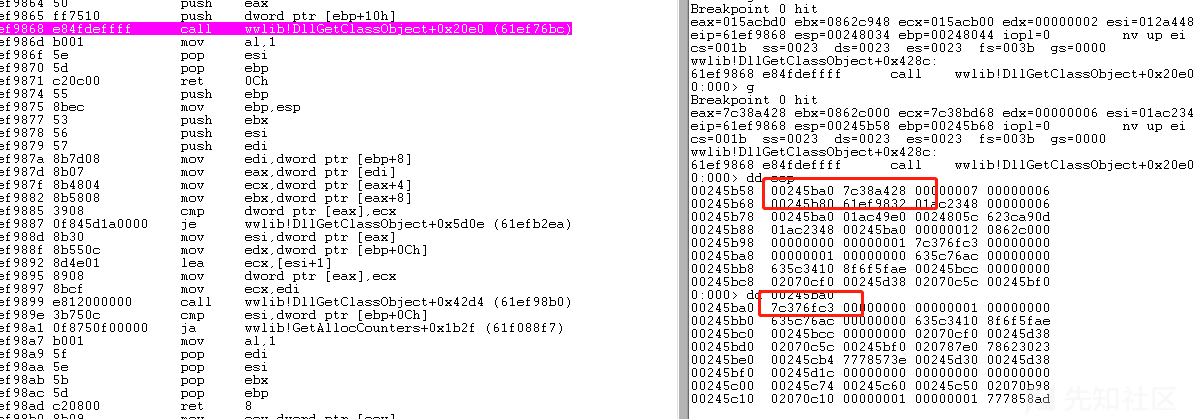 ef9864 50 push eax
ef9865 ff7510 push dword ptr [ebp+10h]
ef9868 e84fdeffff call wwlib!DllGetClassObject+0x20e0 (61ef76bc)
ef986d b001 mov al,1
ef986f 5e pop esi
ef9870 5d pop ebp
ef9871 c20c00 ret 0Ch
ef9874 55 push ebp
ef9875 8bec mov ebp,esp
ef9877 53 push ebx
ef9878 56 push esi
ef9879 57 push edi
ef987a 8b7d08 mov edi,dword ptr [ebp+8]
ef987d 8b07 mov eax,dword ptr [edi]
ef987f 8b4804 mov ecx,dword ptr [eax+4]
ef9882 8b5808 mov ebx,dword ptr [eax+8]
ef9885 3908 cmp dword ptr [eax],ecx
ef9887 0f845d1a0000 je wwlib!DllGetClassObject+0x5d0e (61efb2ea)
ef988d 8b30 mov esi,dword ptr [eax]
ef988f 8b550c mov edx,dword ptr [ebp+0Ch]
ef9892 8d4e01 lea ecx,[esi+1]
ef9895 8908 mov dword ptr [eax],ecx
ef9897 8bcf mov ecx,edi
ef9899 e812000000 call wwlib!DllGetClassObject+0x42d4 (61ef98b0)
ef989e 3b750c cmp esi,dword ptr [ebp+0Ch]
ef98a1 0f8750f00000 ja wwlib!GetAllocCounters+0x1b2f (61f088f7)
ef98a7 b001 mov al,1
ef98a9 5f pop edi
ef98aa 5e pop esi
ef98ab 5b pop ebx
ef98ac 5d pop ebp
ef98ad c20800 ret 8
Breakpoint 0 hit
eax=015acbd0 ebx=0862c948 ecx=015acb00 edx=00000002 esi=012a448
eip=61ef9868 esp=00248034 ebp=00248044 iopl=0 nv up ei
cs=001b ss=0023 ds=0023 es=0023 fs=003b gs=0000
wwlib!DllGetClassObject+0x428c:
61ef9868 e84fdeffff call wwlib!DllGetClassObject+0x20e0
0:000> g
Breakpoint 0 hit
eax=7c38a428 ebx=0862c000 ecx=7c38bd68 edx=00000006 esi=01ac234
eip=61ef9868 esp=00245b58 ebp=00245b68 iopl=0 nv up ei
cs=001b ss=0023 ds=0023 es=0023 fs=003b gs=0000
wwlib!DllGetClassObject+0x428c:
61ef9868 e84fdeffff call wwlib!DllGetClassObject+0x20e0
0:000> dd esp
00245b58 00245ba0 7c38a428 00000007 00000006
00245b68 00245b80 61ef9832 01ac2348 00000000
00245b78 00245ba0 01ac49e0 0024805c 623ca90d
00245b88 01ac2348 00245ba0 00000012 0862c000
00245b98 00000000 00000001 7c376fc3 00000000
00245ba8 00000001 00000000 635c76ac 00000000
00245bb8 635c3410 8f6f5fae 00245bcc 00000000
00245bc8 02070cf0 00245d38 02070c5c 00245bf0
0:000> dd 00245ba0
00245ba0 7c376fc3 00000000 00000001 00000000
00245bb0 635c76ac 00000000 635c3410 8f6f5fae
00245bc0 00245bcc 00000000 02070cf0 00245d38
00245bd0 02070c5c 00245bf0 020787e0 78623023
00245be0 00245cb4 7778573e 00245d30 00245d38
00245bf0 00245d1c 00000000 00000000 00000000
00245c00 00245c74 00245c60 00245c50 02070b98
00245c10 02070c10 00000001 00000001 777858ad
先知社区